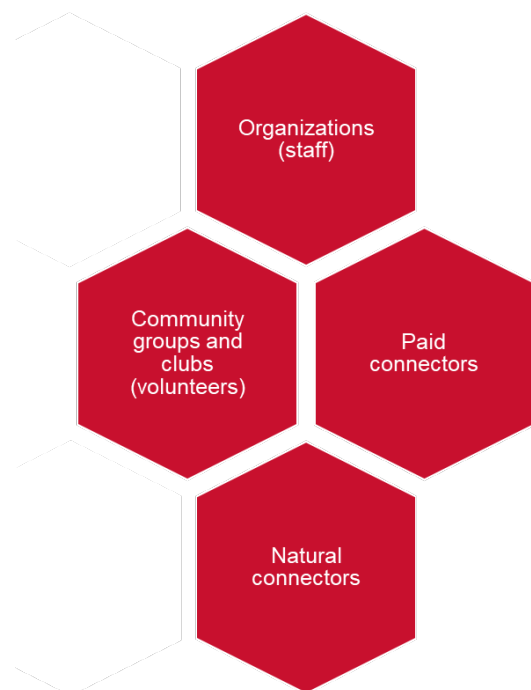 Organizations
(staff)
Community
groups and
clubs
(volunteers)
Paid
connectors
Natural
connectors